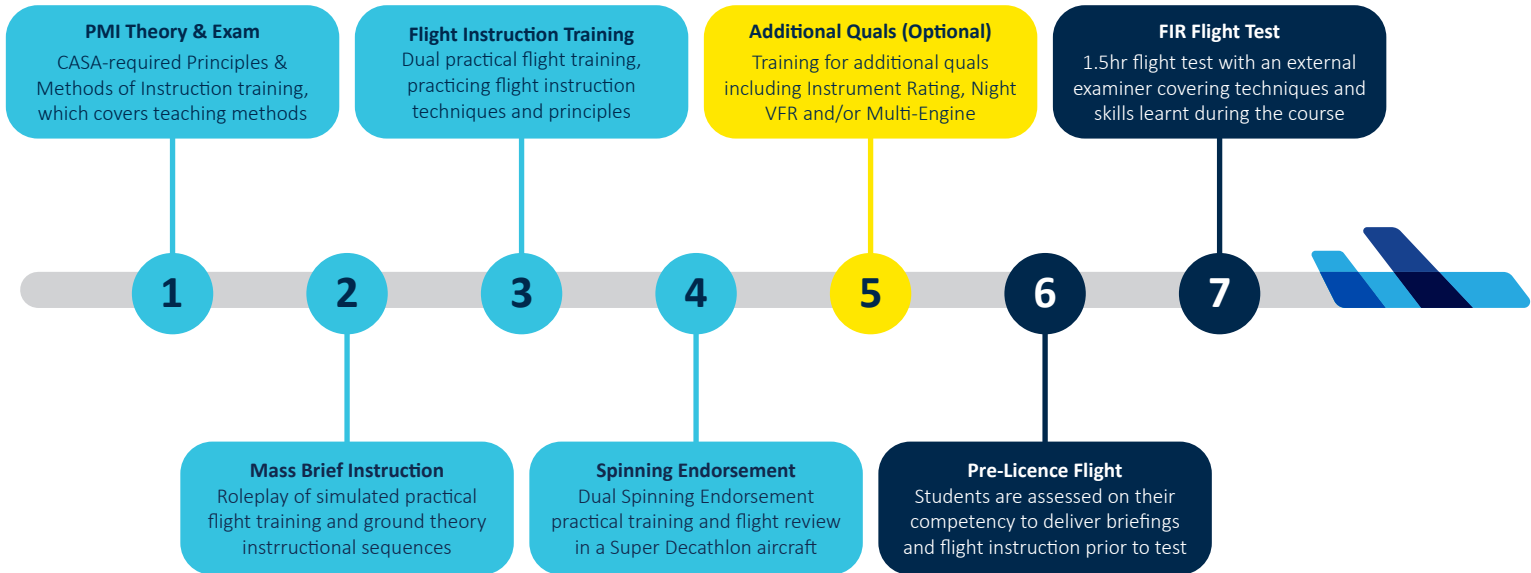 PMI Theory & Exam
CASA-required Principles &
Methods of Instruction training,
which covers teaching methods
Flight Instruction Training
Dual practical flight training,
practicing flight instruction
techniques and principles
Additional Quals (Optional)
Training for additional quals
including Instrument Rating, Night
VFR and/or Multi-Engine
FIR Flight Test
1.5hr flight test with an external
examiner covering techniques and
skills learnt during the course
1
2
3
4
5
6
7
Mass Brief Instruction
Roleplay of simulated practical
flight training and ground theory
instrructional sequences
Spinning Endorsement
Dual Spinning Endorsement
practical training and flight review
in a Super Decathlon aircraft
Pre-Licence Flight
Students are assessed on their
competency to deliver briefings
and flight instruction prior to test